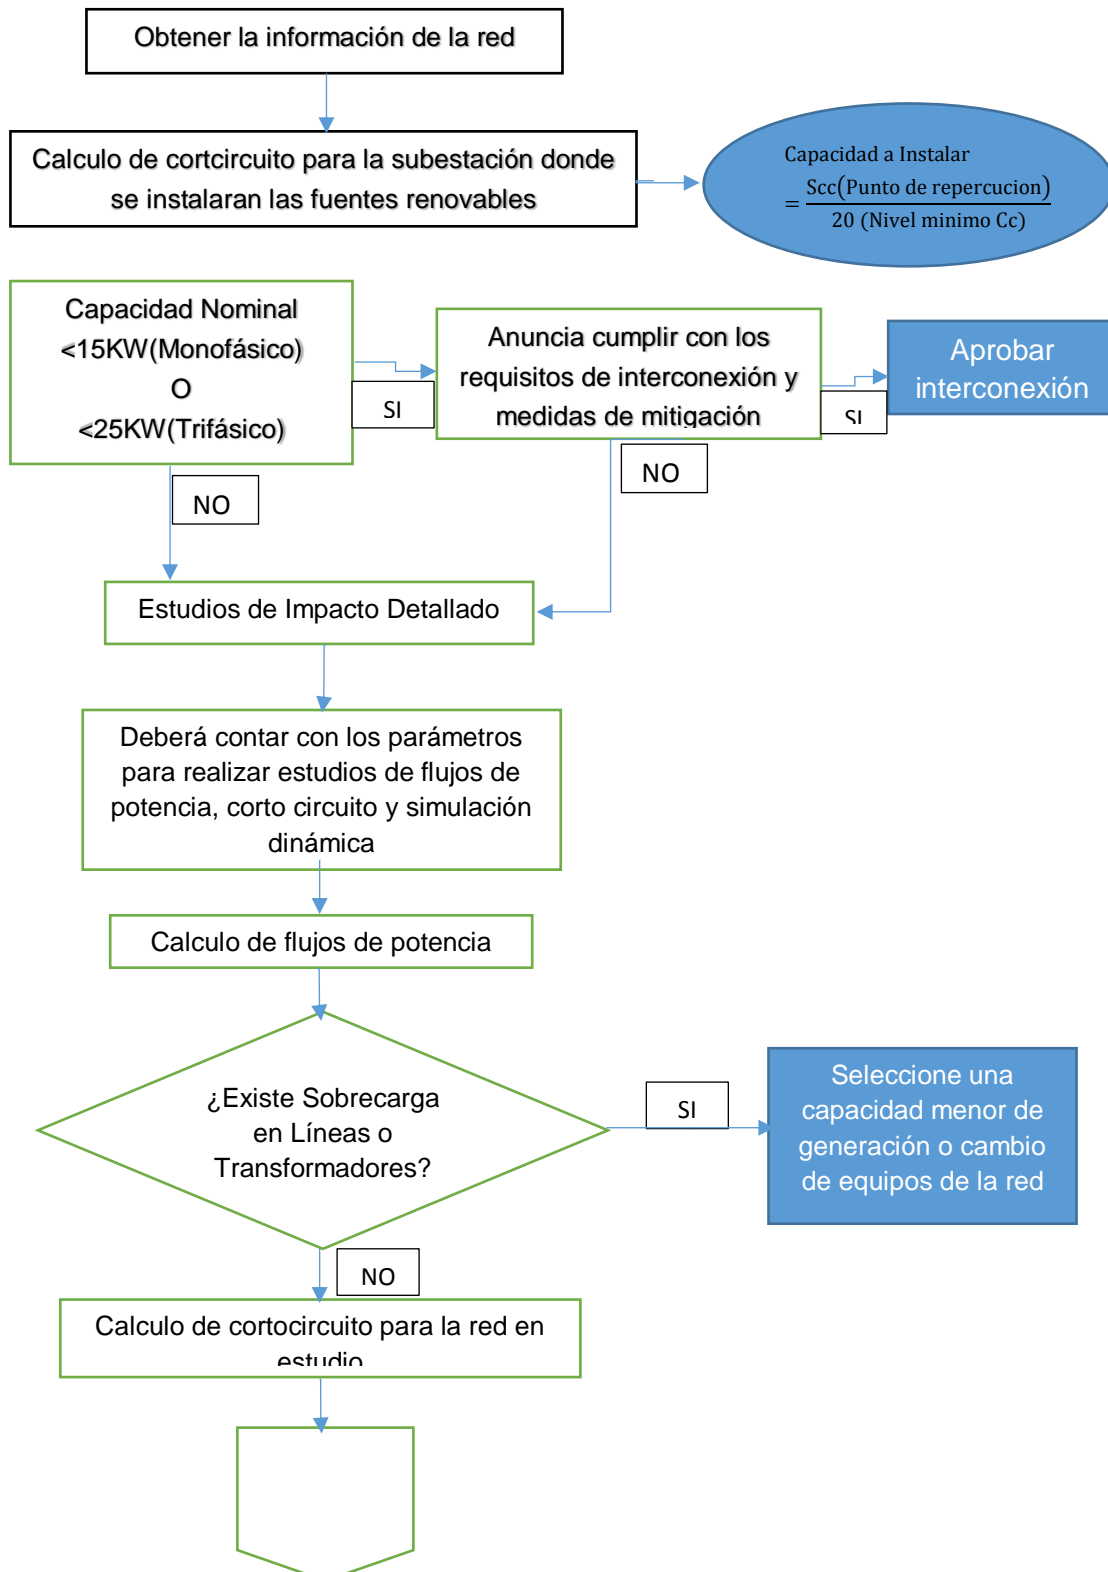 Obtener la información de la red
Calculo de cortcircuito para la subestación donde
se instalaran las fuentes renovables
Capacidad a Instalar
= Scc(Punto de repercucion)
20 (Nivel minimo Cc)
Capacidad Nominal
<15KW(Monofásico)
O
<25KW(Trifásico)
SI
Anuncia cumplir con los
requisitos de interconexión y
medidas de mitigación
SI
Aprobar
interconexión
NO
NO
Estudios de Impacto Detallado
Deberá contar con los parámetros
para realizar estudios de flujos de
potencia, corto circuito y simulación
dinámica
Calculo de flujos de potencia
¿Existe Sobrecarga
en Líneas o
Transformadores?
SI
Seleccione una
capacidad menor de
generación o cambio
de equipos de la red
NO
Calculo de cortocircuito para la red en
estudio